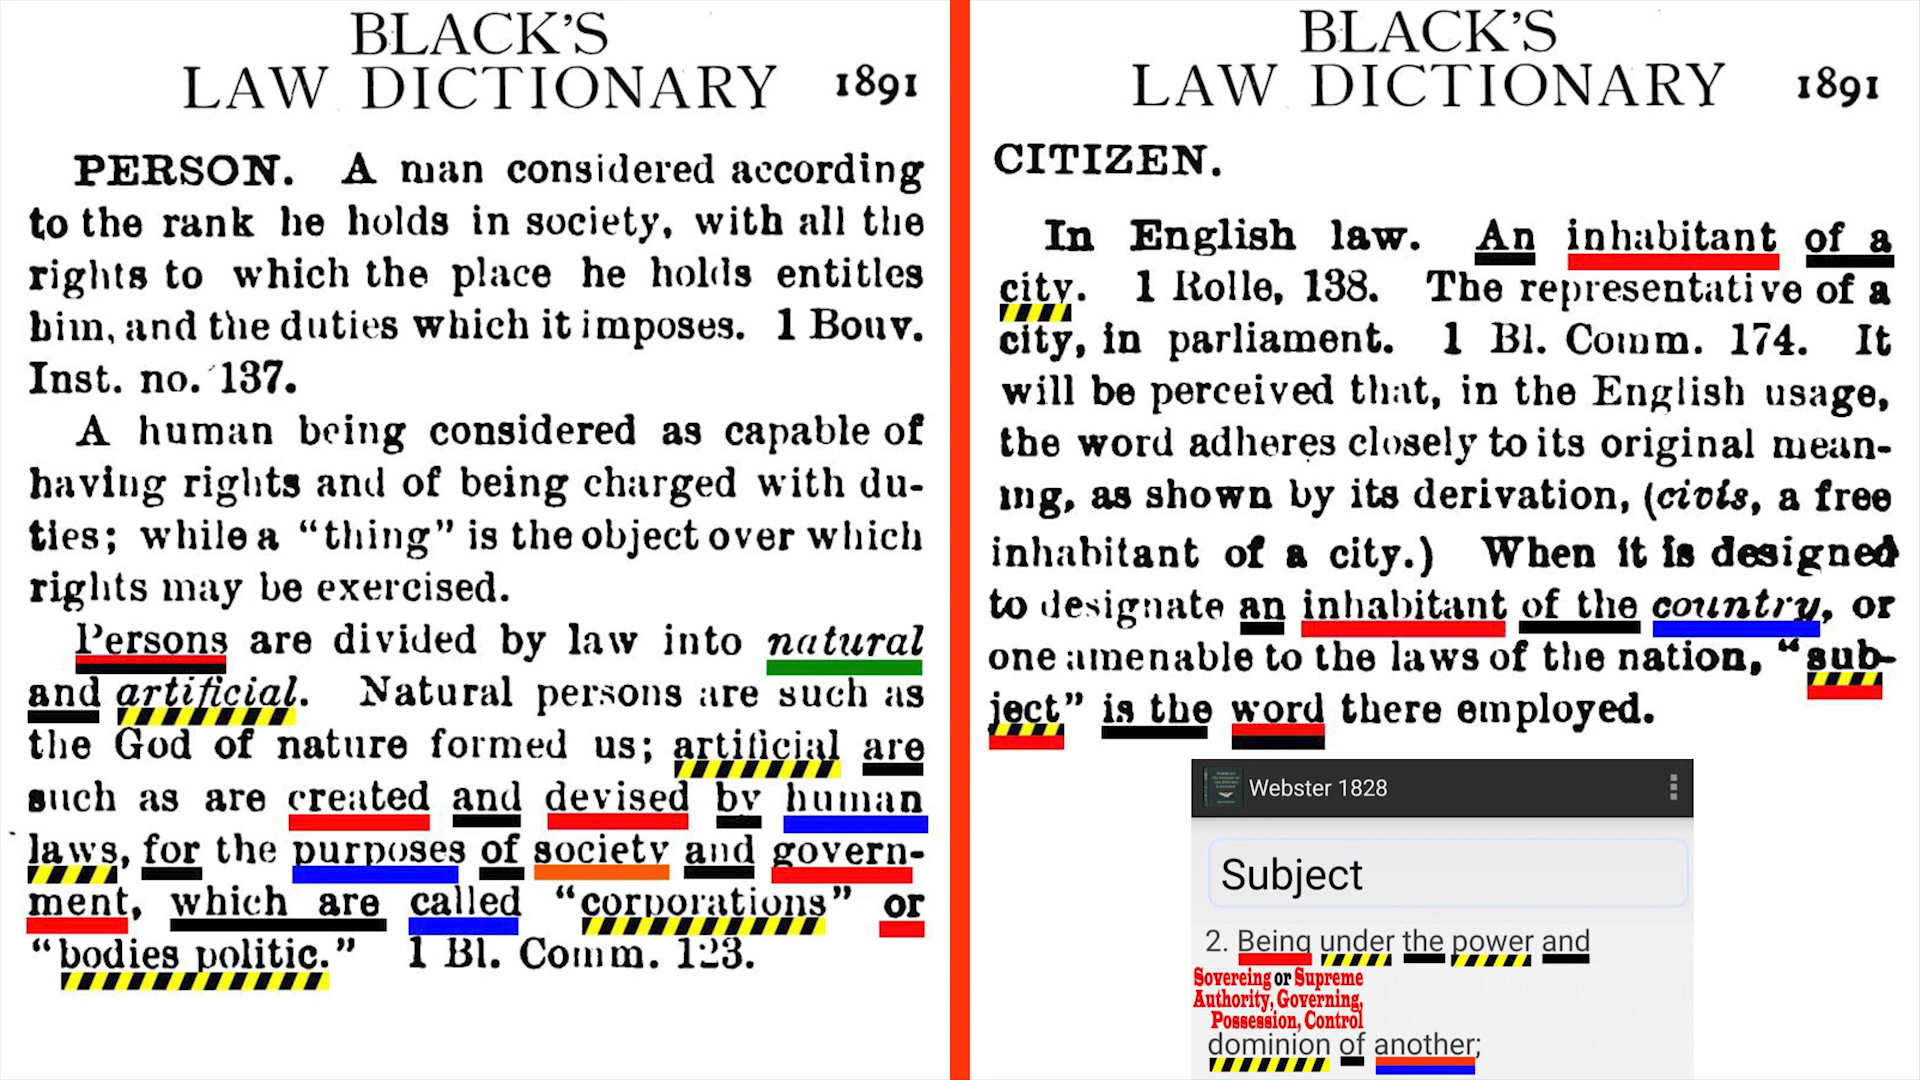 BLACK'S
LAW DICTIONARY 1891
PERSON. A man considered according
to the rank he holds in society, with all the
rights to which the place he holds entitles
him, and the duties which it imposes. 1 Bouv.
Inst. no. 137.
A human being considered as capable of
having rights and of being charged with du-
ties; while a "thing" is the object over which
rights may be exercised.
Persons are divided by law into natural
and artificial. Natural persons are such as
the God of nature formed us; artificial are
such as are created and devised by human
laws, for the purposes of society and govern-
ment, which are called "corporations" or
"bodies politic." 1 Bl. Comm. 123.
BLACK'S
LAW DICTIONARY 1891
CITIZEN.
In English law. An inhabitant of a
city. 1 Rolle, 138. The representative of a
city, in parliament. 1 Bl. Comm. 174. It
will be perceived that, in the English usage,
the word adheres closely to its original mean-
ing, as shown by its derivation, (civis, a free
inhabitant of a city.) When it is designed
to designate an inhabitant of the country, or
one amenable to the laws of the nation, "sub-
ject" is the word there employed.
Webster 1828
Subject
2. Being under the power and
Sovereing or Supreme
Authority, Governing,
Possession, Control
dominion of another;